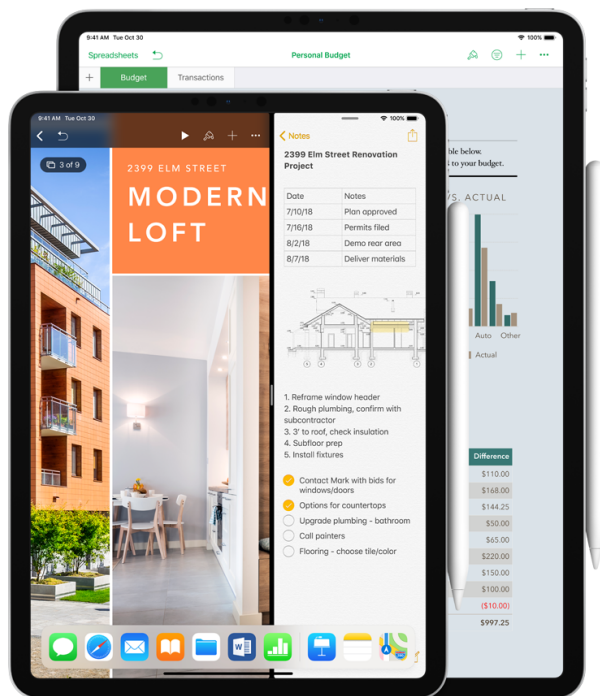 9:41 AM Tue Oct 30
100%
Spreadsheets
Personal Budget
Budget
Transactions
ble below.
to your budget.
VS. ACTUAL
Auto Other
Actual
Difference
$110.00
$168.00
$144.25
$50.00
$65.00
$220.00
$150.00
$100.00
($10.00)
$997.25
9:41 AM Tue Oct 30
100%
3 of 9
2399 ELM STREET
MODERN
LOFT
Notes
2399 Elm Street Renovation
Project
Date Notes
7/10/18 Plan approved
7/16/18 Permits filed
8/2/18 Demo rear area
8/7/18 Deliver materials
1. Reframe window header
2. Rough plumbing, confirm with
subcontractor
3. 3' to roof, check insulation
4. Subfloor prep
5. Install fixtures
Contact Mark with bids for
windows/doors
Options for countertops
Upgrade plumbing - bathroom
Call painters
Flooring - choose tile/color
W